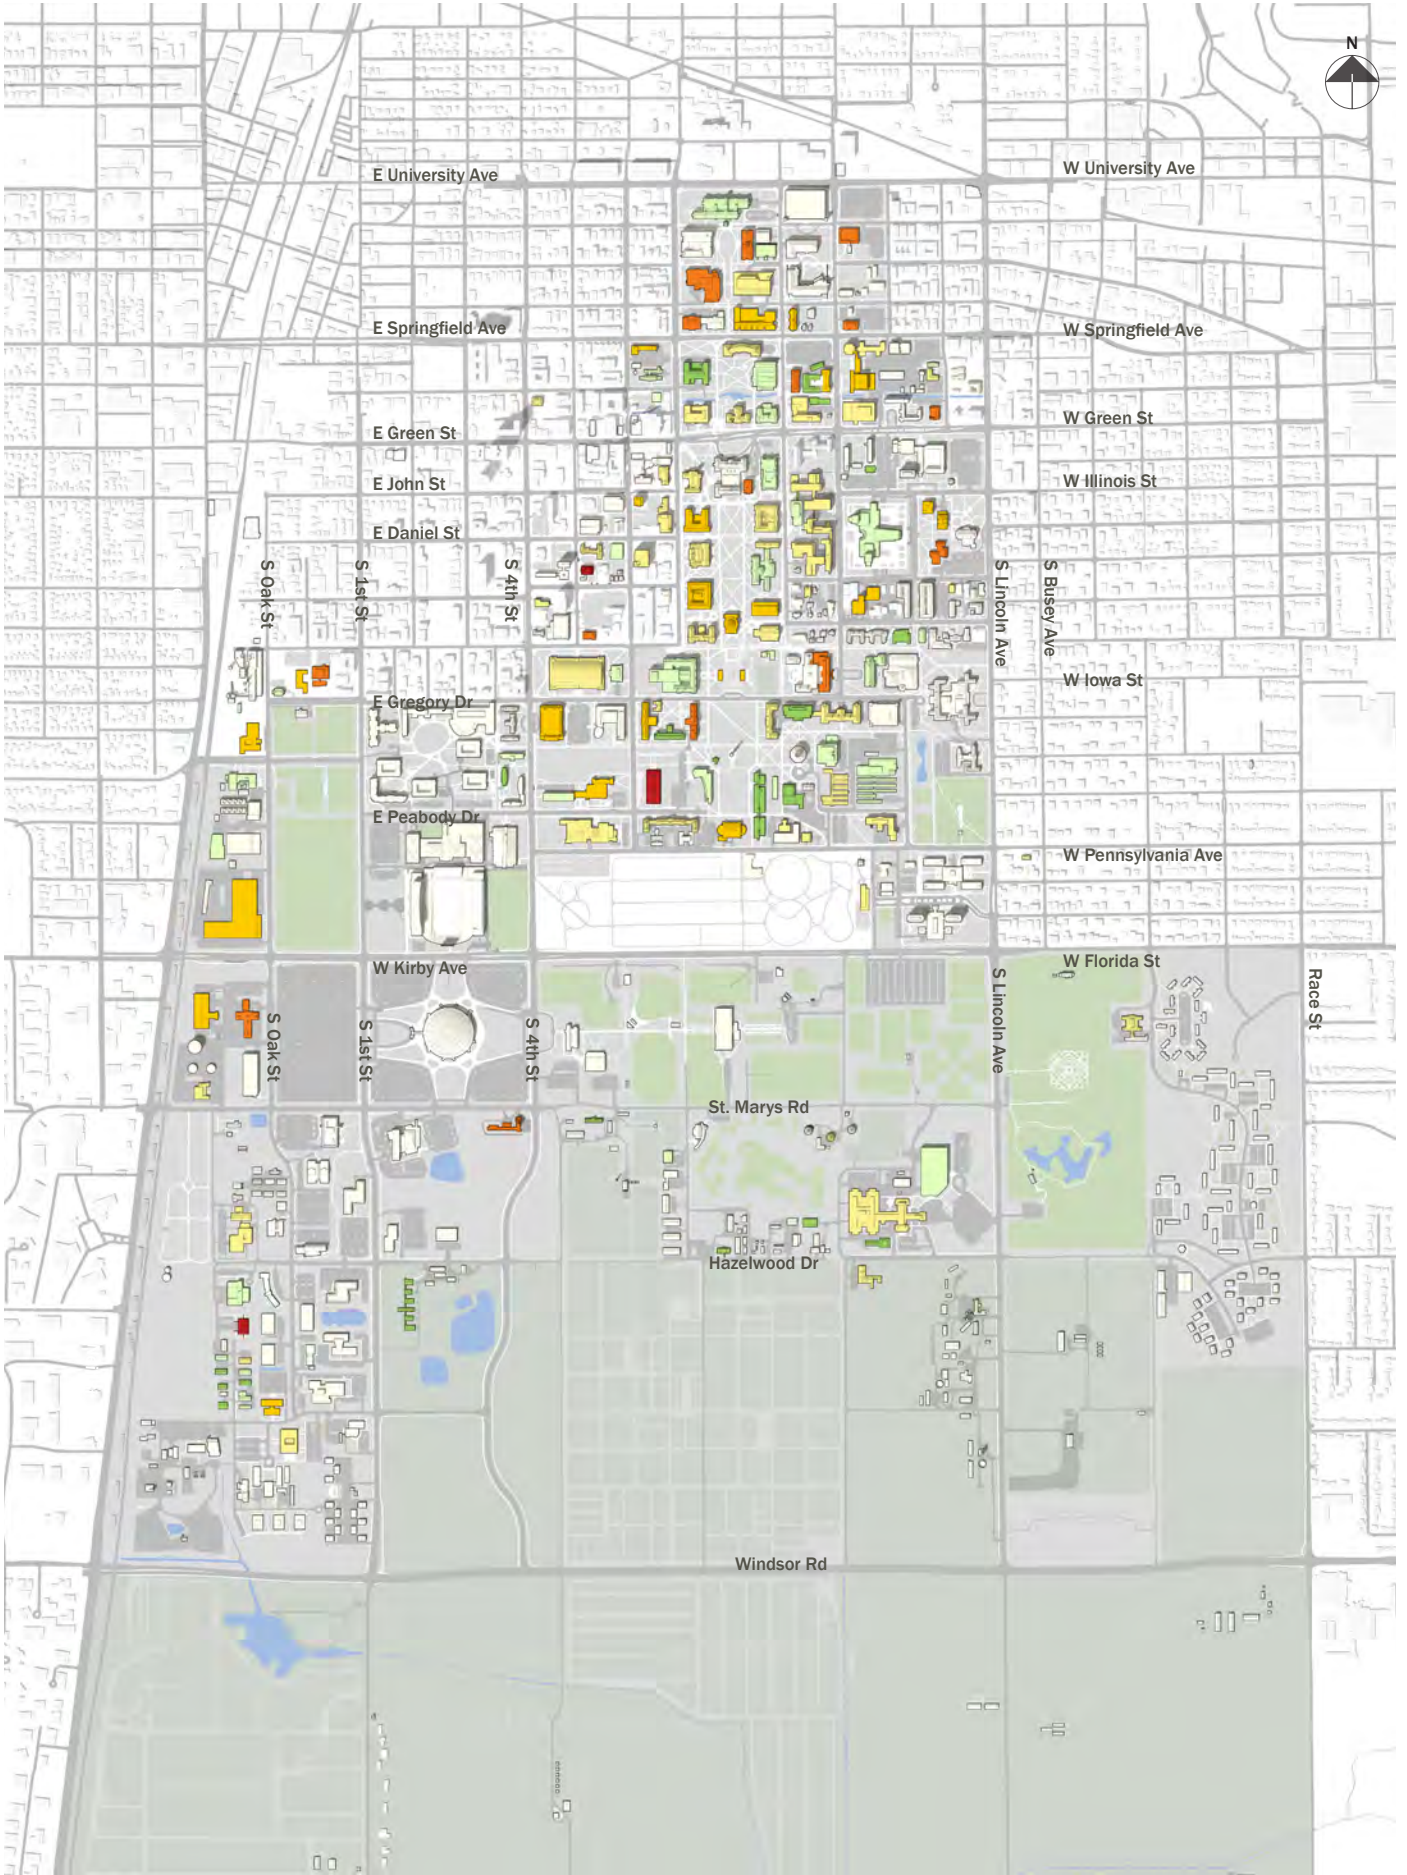 N
E University Ave
W University Ave
E Springfield Ave
W Springfield Ave
E Green St
W Green St
E John St
W Illinois St
E Daniel St
S Oak St
S 1st St
S 4th St
S Lincoln Ave
S Busey Ave
W Iowa St
E Gregory Dr
E Peabody Dr
W Pennsylvania Ave
W Kirby Ave
W Florida St
S Oak St
S 1st St
S 4th St
S Lincoln Ave
Race St
St. Marys Rd
Hazelwood Dr
Windsor Rd